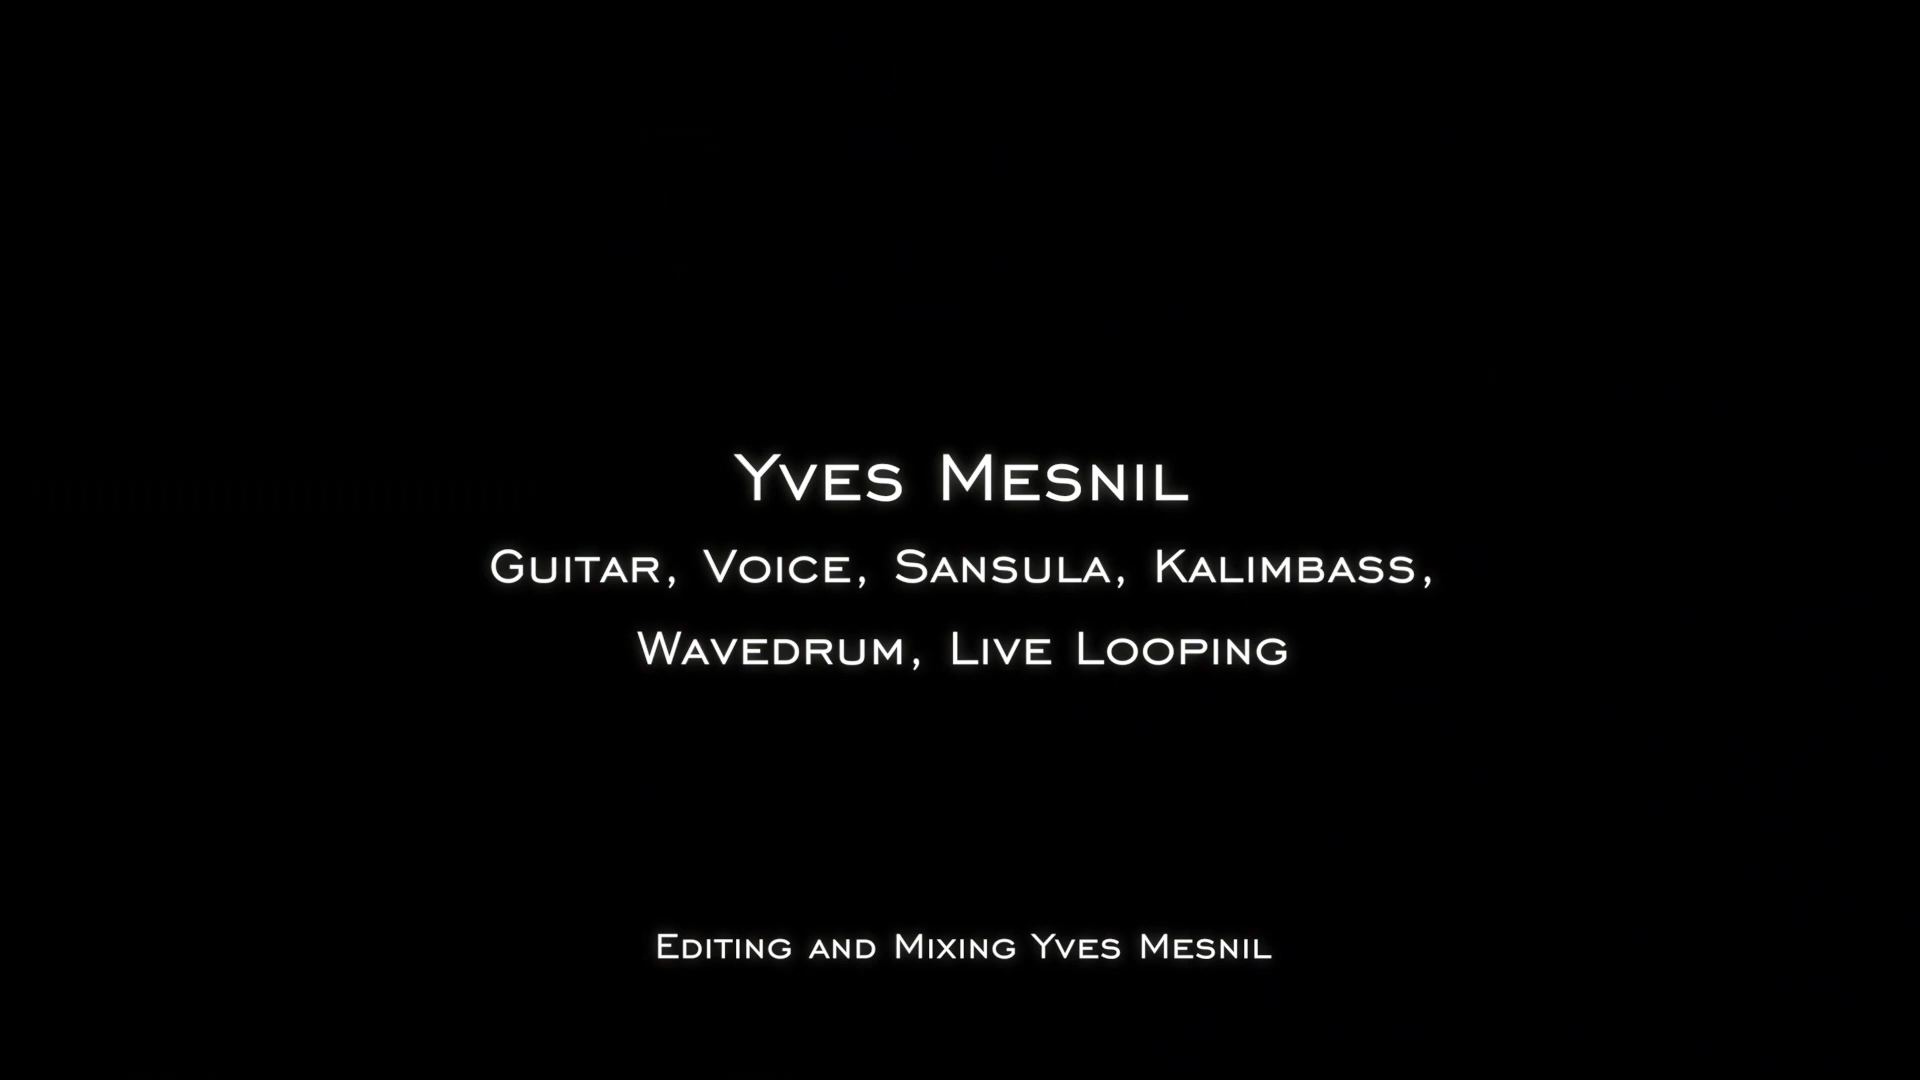 Yves Mesnil
Guitar, Voice, Sansula, Kalimbass,
Wavedrum, Live Looping
Editing and Mixing Yves Mesnil